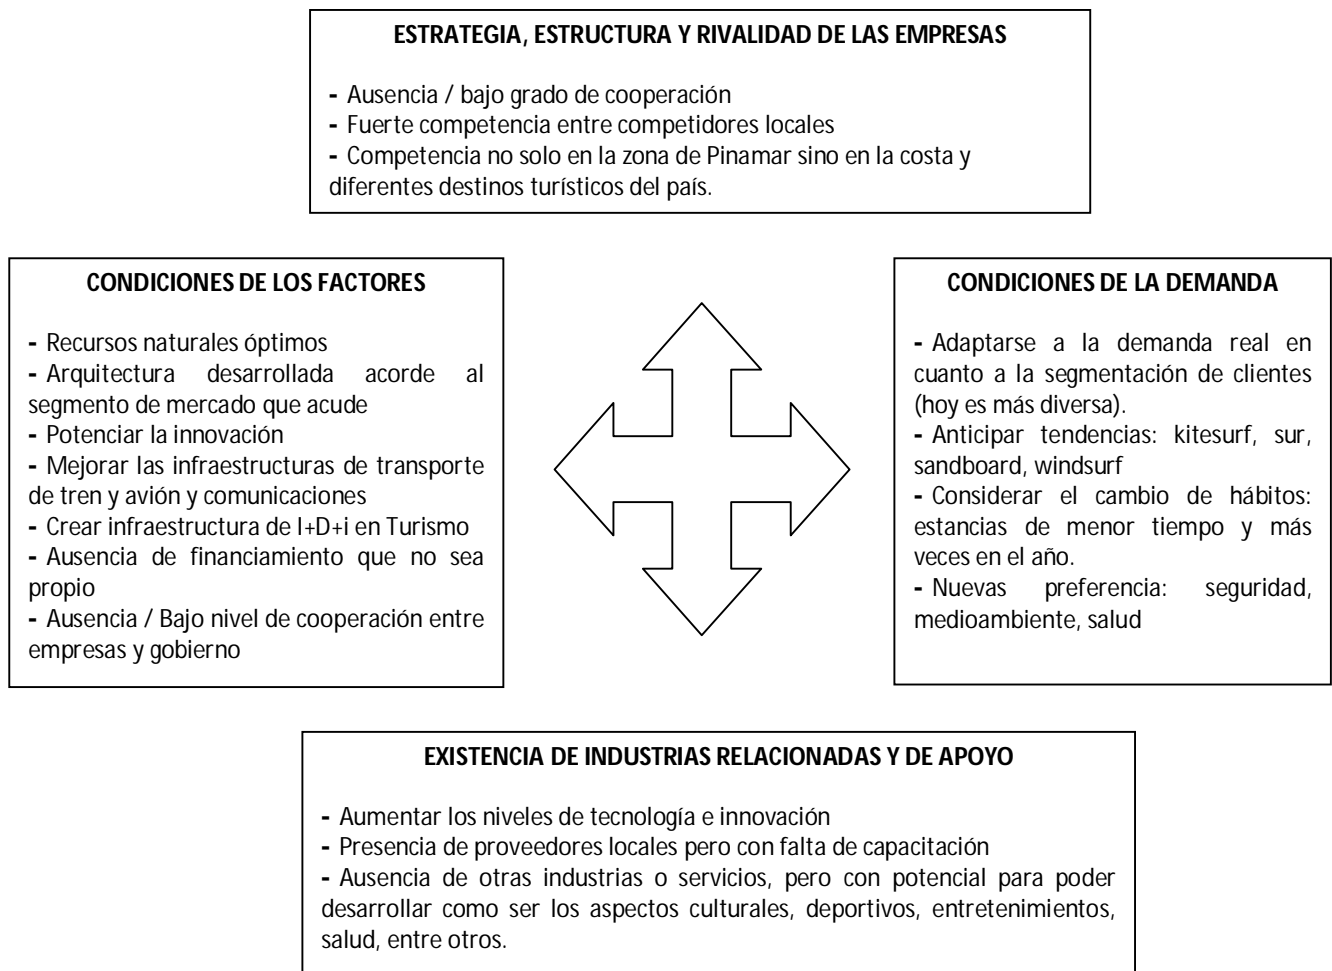 ESTRATEGIA, ESTRUCTURA Y RIVALIDAD DE LAS EMPRESAS
- Ausencia / bajo grado de cooperación
- Fuerte competencia entre competidores locales
- Competencia no solo en la zona de Pinamar sino en la costa y
diferentes destinos turísticos del país.
CONDICIONES DE LOS FACTORES
- Recursos naturales óptimos
- Arquitectura desarrollada acorde al
segmento de mercado que acude
- Potenciar la innovación
- Mejorar las infraestructuras de transporte
de tren y avión y comunicaciones
- Crear infraestructura de I+D+i en Turismo
- Ausencia de financiamiento que no sea
propio
- Ausencia / Bajo nivel de cooperación entre
empresas y gobierno
CONDICIONES DE LA DEMANDA
- Adaptarse a la demanda real en
cuanto a la segmentación de clientes
(hoy es más diversa).
- Anticipar tendencias: kitesurf, sur,
sandboard, windsurf
- Considerar el cambio de hábitos:
estancias de menor tiempo y más
veces en el año.
- Nuevas preferencia: seguridad,
medioambiente, salud
EXISTENCIA DE INDUSTRIAS RELACIONADAS Y DE APOYO
- Aumentar los niveles de tecnología e innovación
- Presencia de proveedores locales pero con falta de capacitación
- Ausencia de otras industrias o servicios, pero con potencial para poder
desarrollar como ser los aspectos culturales, deportivos, entretenimientos,
salud, entre otros.